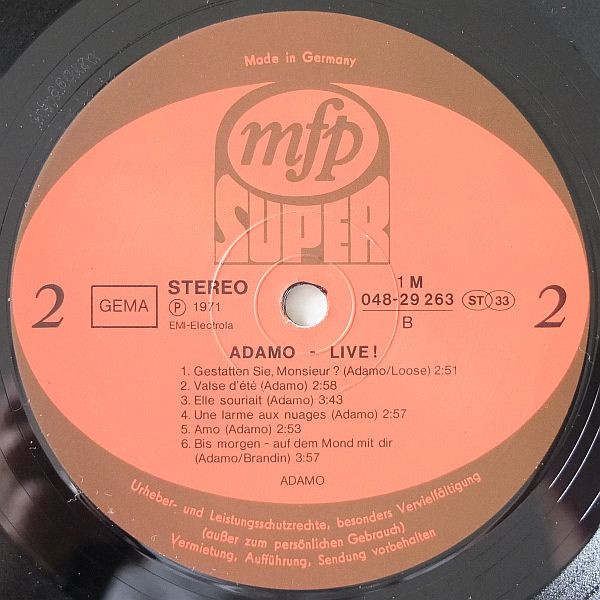 Made in Germany
mfp
SUPER
2
GEMA
STEREO
℗ 1971
EMI-Electrola
1 M
048-29 263
B
ST 33
2
ADAMO - LIVE!
1. Gestatten Sie, Monsieur ? (Adamo/Loose) 2:51
2. Valse d'été (Adamo) 2:58
3. Elle souriait (Adamo) 3:43
4. Une larme aux nuages (Adamo) 2:57
5. Amo (Adamo) 2:53
6. Bis morgen - auf dem Mond mit dir
(Adamo/Brandin) 3:57
ADAMO
Urheber- und Leistungsschutzrechte, besonders Vervielfältigung
(außer zum persönlichen Gebrauch)
Vermietung, Aufführung, Sendung vorbehalten